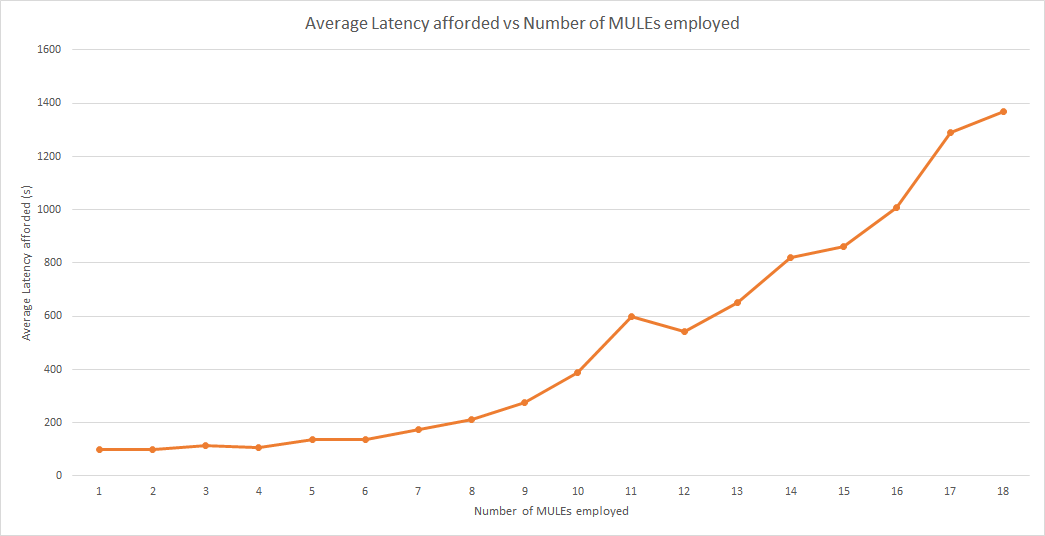 Average Latency afforded vs Number of MULEs employed
1600
1400
1200
1000
800
600
400
200
0
Average Latency afforded (s)
1 2 3 4 5 6 7 8 9 10 11 12 13 14 15 16 17 18
Number of MULEs employed